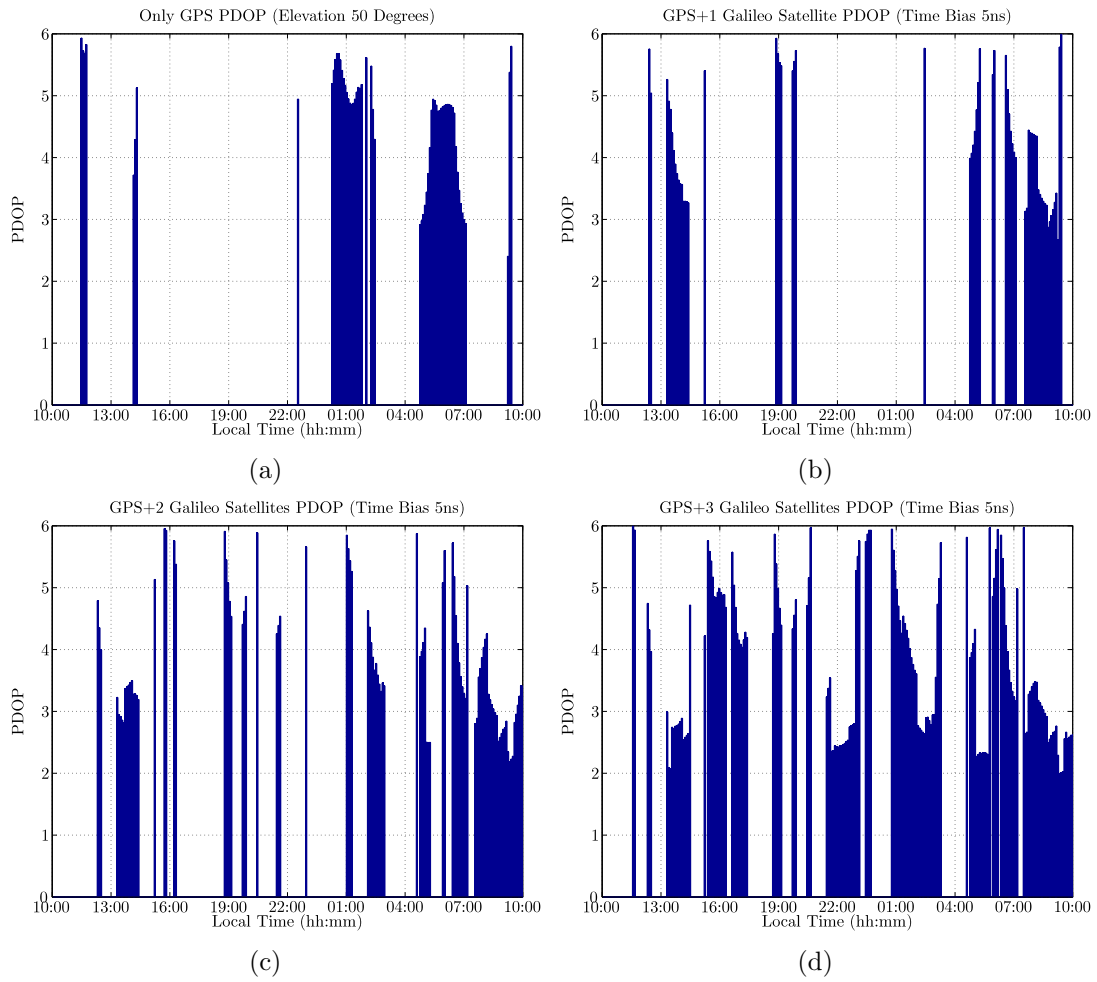 Only GPS PDOP (Elevation 50 Degrees)
6
5
4
3
2
1
0
PDOP
10:00 13:00 16:00 19:00 22:00 01:00 04:00 07:00 10:00
Local Time (hh:mm)
(a)
GPS+1 Galileo Satellite PDOP (Time Bias 5ns)
6
5
4
3
2
1
0
PDOP
10:00 13:00 16:00 19:00 22:00 01:00 04:00 07:00 10:00
Local Time (hh:mm)
(b)
GPS+2 Galileo Satellites PDOP (Time Bias 5ns)
6
5
4
3
2
1
0
PDOP
10:00 13:00 16:00 19:00 22:00 01:00 04:00 07:00 10:00
Local Time (hh:mm)
(c)
GPS+3 Galileo Satellites PDOP (Time Bias 5ns)
6
5
4
3
2
1
0
PDOP
10:00 13:00 16:00 19:00 22:00 01:00 04:00 07:00 10:00
Local Time (hh:mm)
(d)